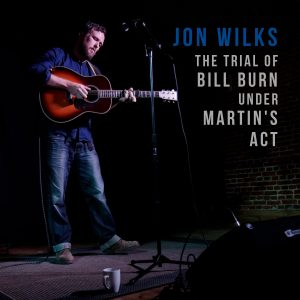 JON WILKS
THE TRIAL OF
BILL BURN
UNDER
MARTIN'S
ACT